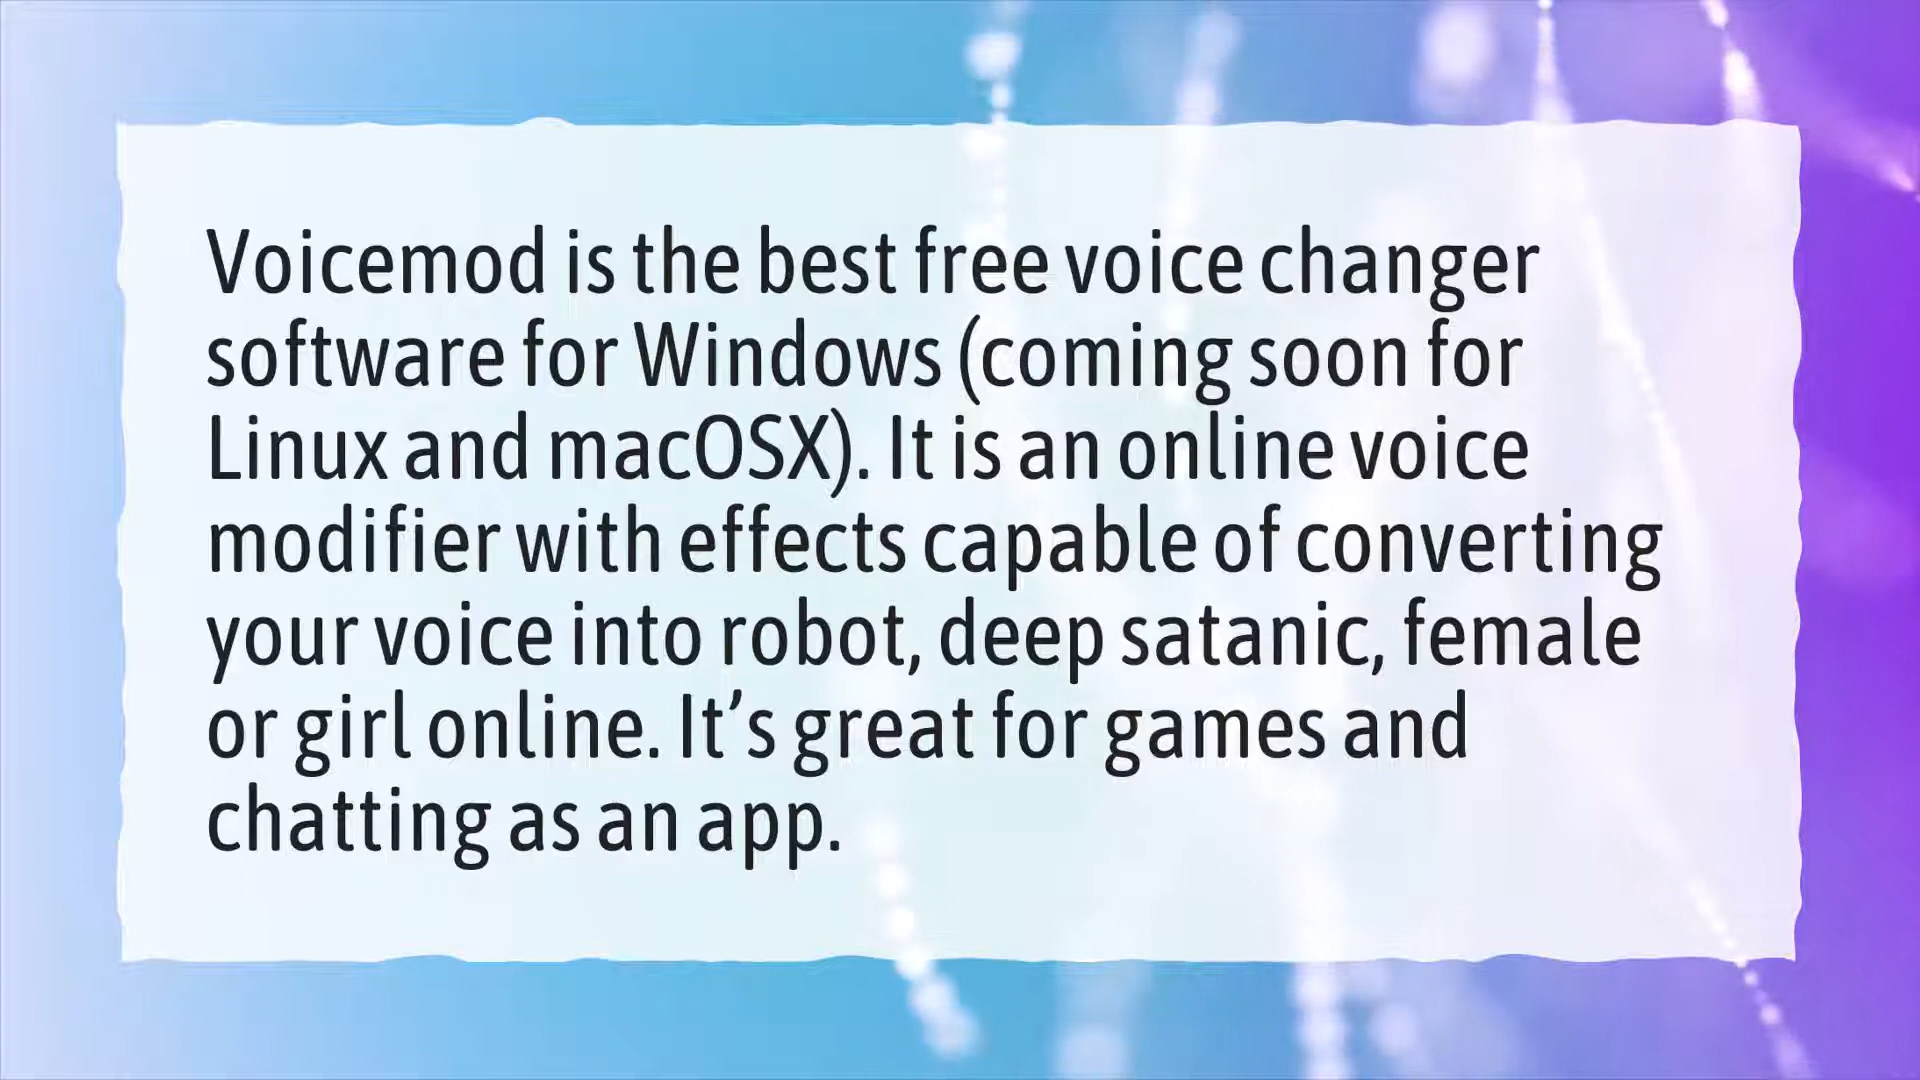 Voicemod is the best free voice changer
software for Windows (coming soon for
Linux and macOSX). It is an online voice
modifier with effects capable of converting
your voice into robot, deep satanic, female
or girl online. It’s great for games and
chatting as an app.